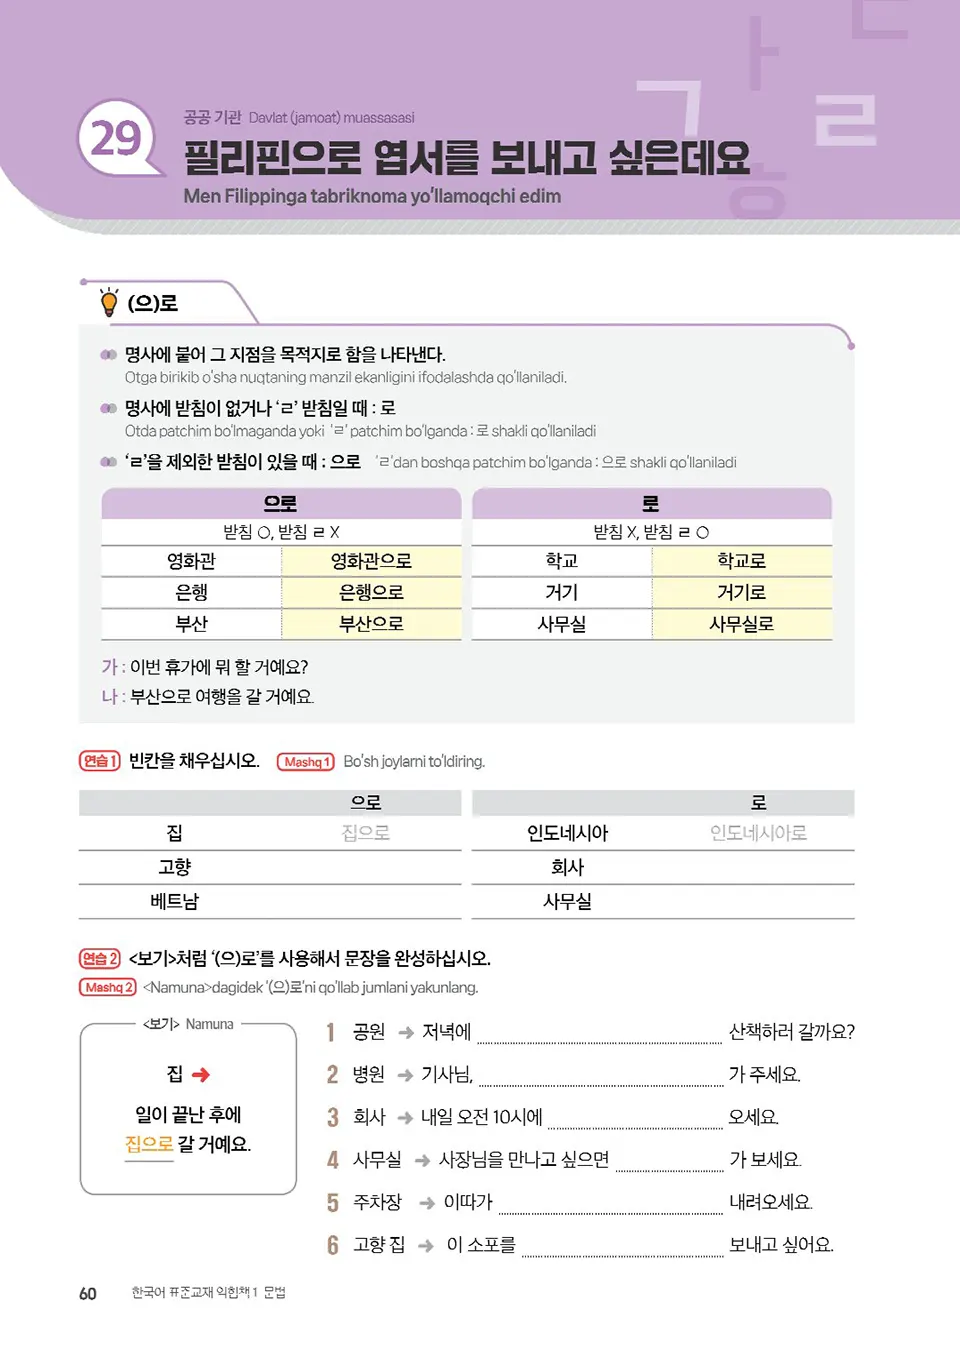 29
공공 기관 Davlat (jamoat) muassasasi
필리핀으로 엽서를 보내고 싶은데요
Men Filippinga tabriknoma yo'llamoqchi edim
ㄱ ㅏ ㄷ ㄹ ㅎ
(으)로
명사에 붙어 그 지점을 목적지로 함을 나타낸다.
Otga birikib o'sha nuqtaning manzil ekanligini ifodalashda qo'llaniladi.
명사에 받침이 없거나 'ㄹ' 받침일 때 : 로
Otda patchim bo'lmaganda yoki 'ㄹ' patchim bo'lganda : 로 shakli qo'llaniladi
'ㄹ'을 제외한 받침이 있을 때 : 으로 'ㄹ'dan boshqa patchim bo'lganda : 으로 shakli qo'llaniladi
으로 로
받침 O, 받침 ㄹ X 받침 X, 받침 ㄹ O
영화관 영화관으로 학교 학교로
은행 은행으로 거기 거기로
부산 부산으로 사무실 사무실로
가 : 이번 휴가에 뭐 할 거예요?
나 : 부산으로 여행을 갈 거예요.
연습 1 빈칸을 채우십시오. Mashq 1 Bo'sh joylarni to'ldiring.
으로 로
집 집으로 인도네시아 인도네시아로
고향 회사
베트남 사무실
연습 2 <보기>처럼 '(으)로'를 사용해서 문장을 완성하십시오.
Mashq 2 <Namuna>dagidek '(으)로'ni qo'llab jumlani yakunlang.
<보기> Namuna
집 ➔
일이 끝난 후에
집으로 갈 거예요.
1 공원 ➔ 저녁에 산책하러 갈까요?
2 병원 ➔ 기사님, 가 주세요.
3 회사 ➔ 내일 오전 10시에 오세요.
4 사무실 ➔ 사장님을 만나고 싶으면 가 보세요.
5 주차장 ➔ 이따가 내려오세요.
6 고향 집 ➔ 이 소포를 보내고 싶어요.
60 한국어 표준교재 익힘책 1 문법